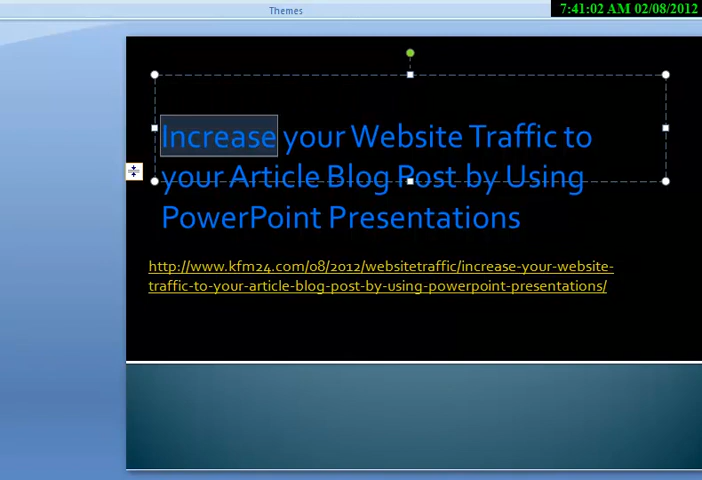 Themes
7:41:02 AM 02/08/2012
Increase your Website Traffic to
your Article Blog Post by Using
PowerPoint Presentations
http://www.kfm24.com/08/2012/websitetraffic/increase-your-website-
traffic-to-your-article-blog-post-by-using-powerpoint-presentations/